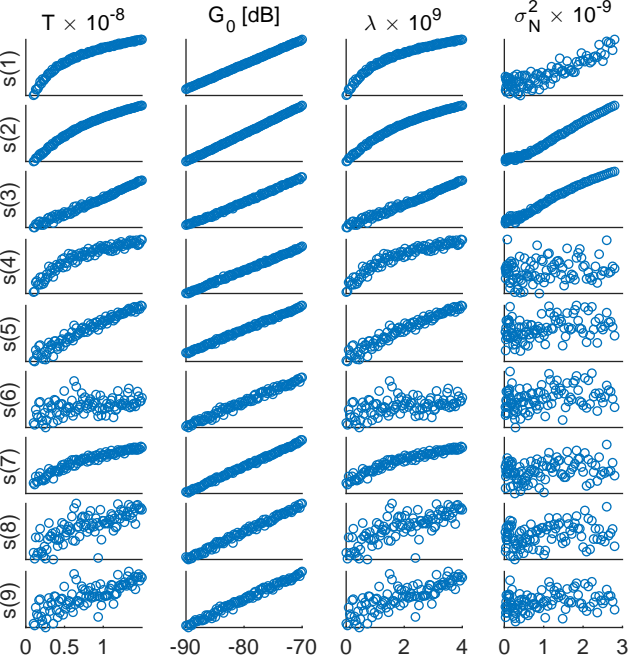 T × 10⁻⁸ G₀ [dB] λ × 10⁹ σ²_N × 10⁻⁹
s(1)
s(2)
s(3)
s(4)
s(5)
s(6)
s(7)
s(8)
s(9)
0 0.5 1 -90 -80 -70 0 2 4 0 1 2 3